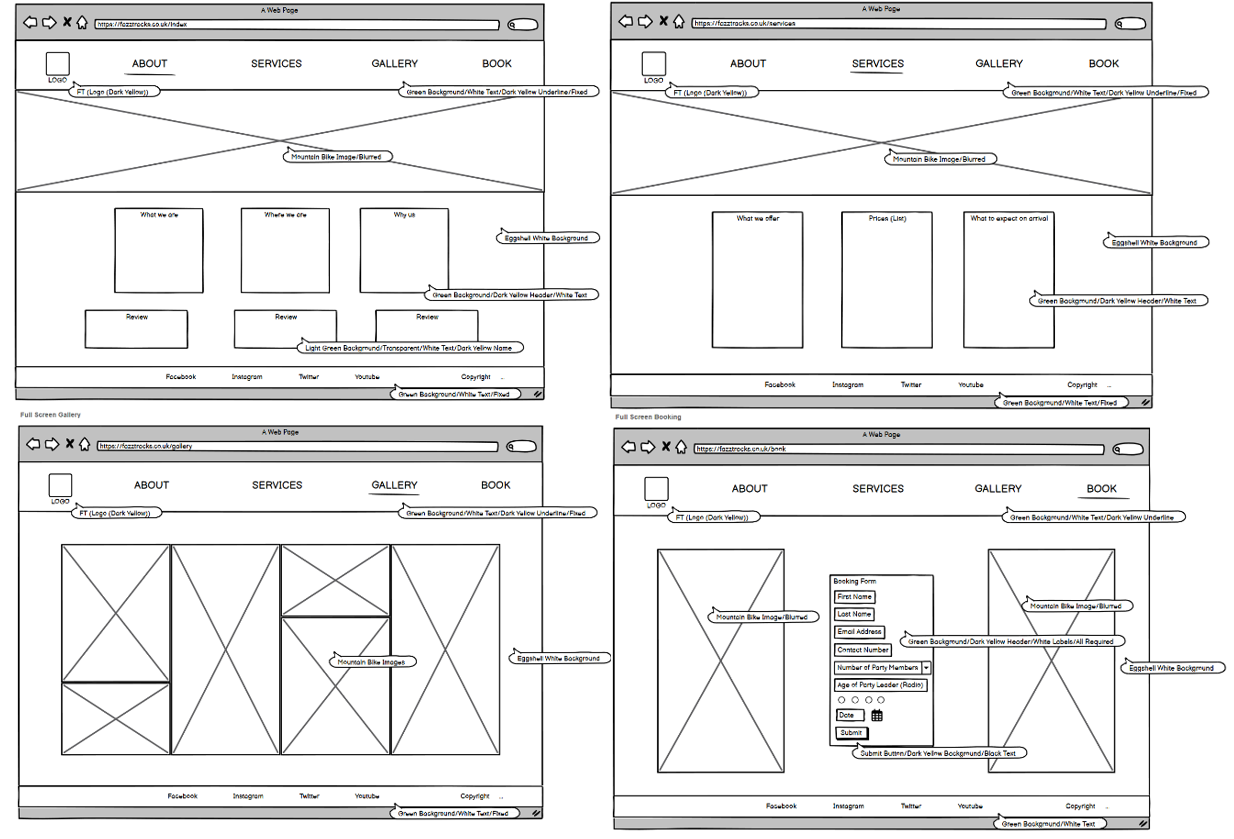 A Web Page
https://fazztracks.co.uk/index
ABOUT
SERVICES
GALLERY
BOOK
LOGO
FT (Logo (Dark Yellow))
Green Background/White Text/Dark Yellow Underline/Fixed
Mountain Bike Image/Blurred
What we are
Where we are
Why us
Eggshell White Background
Green Background/Dark Yellow Header/White Text
Review
Review
Review
Light Green Background/Transparent/White Text/Dark Yellow Name
Facebook
Instagram
Twitter
Youtube
Copyright ..
Green Background/White Text/Fixed
A Web Page
https://fazztracks.co.uk/services
ABOUT
SERVICES
GALLERY
BOOK
LOGO
FT (Logo (Dark Yellow))
Green Background/White Text/Dark Yellow Underline/Fixed
Mountain Bike Image/Blurred
What we offer
Prices (List)
What to expect on arrival
Eggshell White Background
Green Background/Dark Yellow Header/White Text
Facebook
Instagram
Twitter
Youtube
Copyright ..
Green Background/White Text/Fixed
Full Screen Gallery
A Web Page
https://fazztracks.co.uk/gallery
ABOUT
SERVICES
GALLERY
BOOK
LOGO
FT (Logo (Dark Yellow))
Green Background/White Text/Dark Yellow Underline/Fixed
Mountain Bike Images
Eggshell White Background
Facebook
Instagram
Twitter
Youtube
Copyright ..
Green Background/White Text/Fixed
Full Screen Booking
A Web Page
https://fazztracks.co.uk/book
ABOUT
SERVICES
GALLERY
BOOK
LOGO
FT (Logo (Dark Yellow))
Green Background/White Text/Dark Yellow Underline
Booking Form
First Name
Last Name
Email Address
Contact Number
Number of Party Members
Age of Party Leader (Radio)
Date
Submit
Mountain Bike Image/Blurred
Mountain Bike Image/Blurred
Green Background/Dark Yellow Header/White Labels/All Required
Eggshell White Background
Submit Button/Dark Yellow Background/Black Text
Facebook
Instagram
Twitter
Youtube
Copyright ..
Green Background/White Text